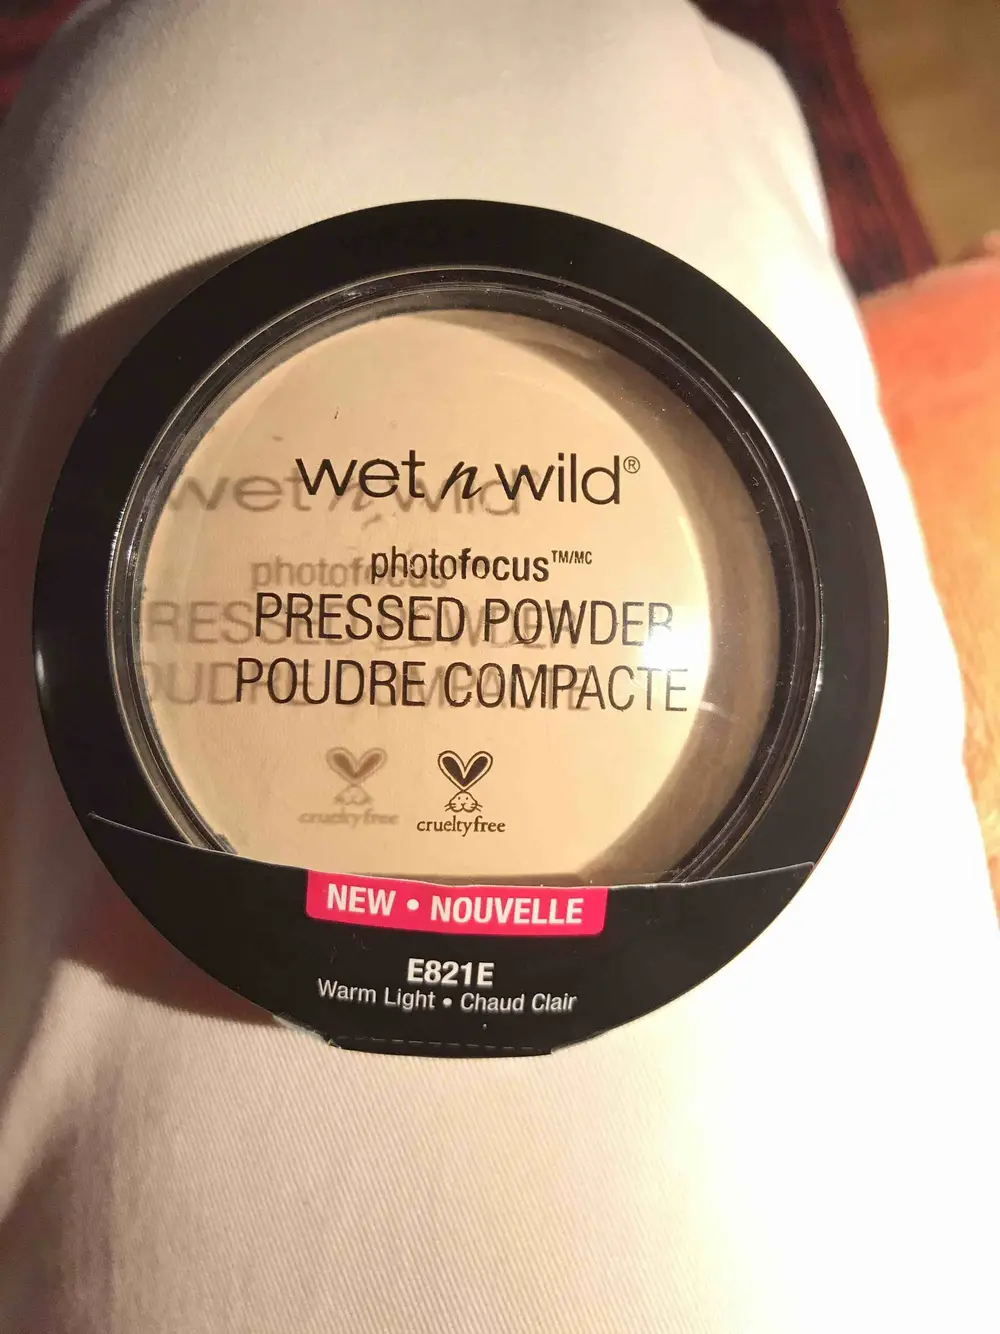 wet n wild®
photofocus™/MC
PRESSED POWDER
POUDRE COMPACTE
crueltyfree
NEW • NOUVELLE
E821E
Warm Light • Chaud Clair